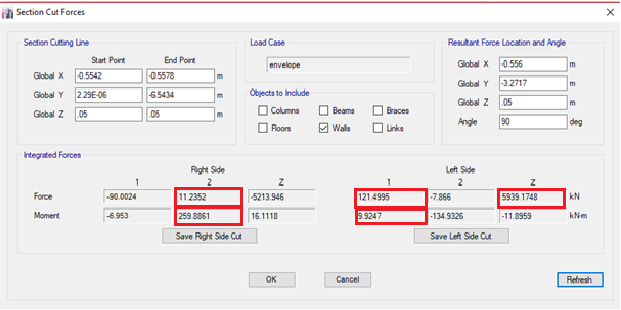 Section Cut Forces
Section Cutting Line
Start Point End Point
Global X -0.5542 -0.5578 m
Global Y 2.29E-06 -6.5434 m
Global Z .05 .05 m
Load Case
envelope
Objects to Include
Columns Beams Braces
Floors Walls Links
Resultant Force Location and Angle
Global X -0.556 m
Global Y -3.2717 m
Global Z .05 m
Angle 90 deg
Integrated Forces
Right Side Left Side
1 2 Z 1 2 Z
Force -90.0024 11.2352 -5213.946 121.4995 -7.866 5939.1748 kN
Moment -6.953 259.8861 16.1118 9.9247 -134.9326 -11.8959 kN-m
Save Right Side Cut Save Left Side Cut
OK Cancel Refresh